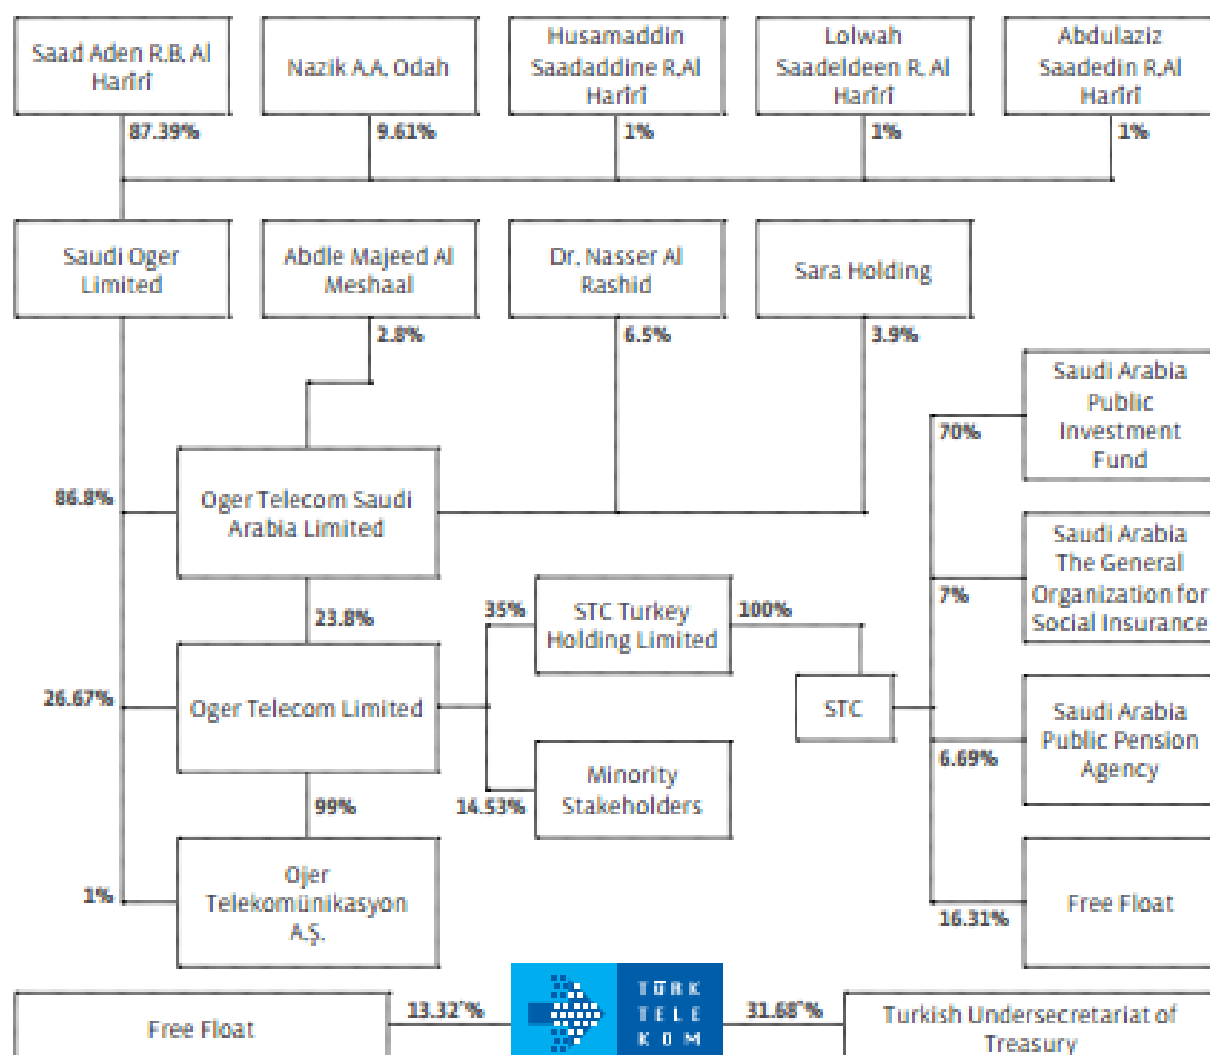 Saad Aden R.B. Al
Harîrî
Nazik A.A. Odah
Husamaddin
Saadaddine R.Al
Harîrî
Lolwah
Saadeldeen R. Al
Harîrî
Abdulaziz
Saadedin R.Al
Harîrî
87.39%
9.61%
1%
1%
1%
Saudi Oger
Limited
Abdle Majeed Al
Meshaal
Dr. Nasser Al
Rashid
Sara Holding
2.8%
6.5%
3.9%
Saudi Arabia
Public
Investment
Fund
70%
86.8%
Oger Telecom Saudi
Arabia Limited
Saudi Arabia
The General
Organization for
Social Insurance
7%
23.8%
35%
STC Turkey
Holding Limited
100%
26.67%
Oger Telecom Limited
STC
Saudi Arabia
Public Pension
Agency
6.69%
14.53%
Minority
Stakeholders
99%
1%
Ojer
Telekomünikasyon
A.Ş.
16.31%
Free Float
Free Float
13.32*%
TÜRK
TELE
KOM
31.68*%
Turkish Undersecretariat of
Treasury